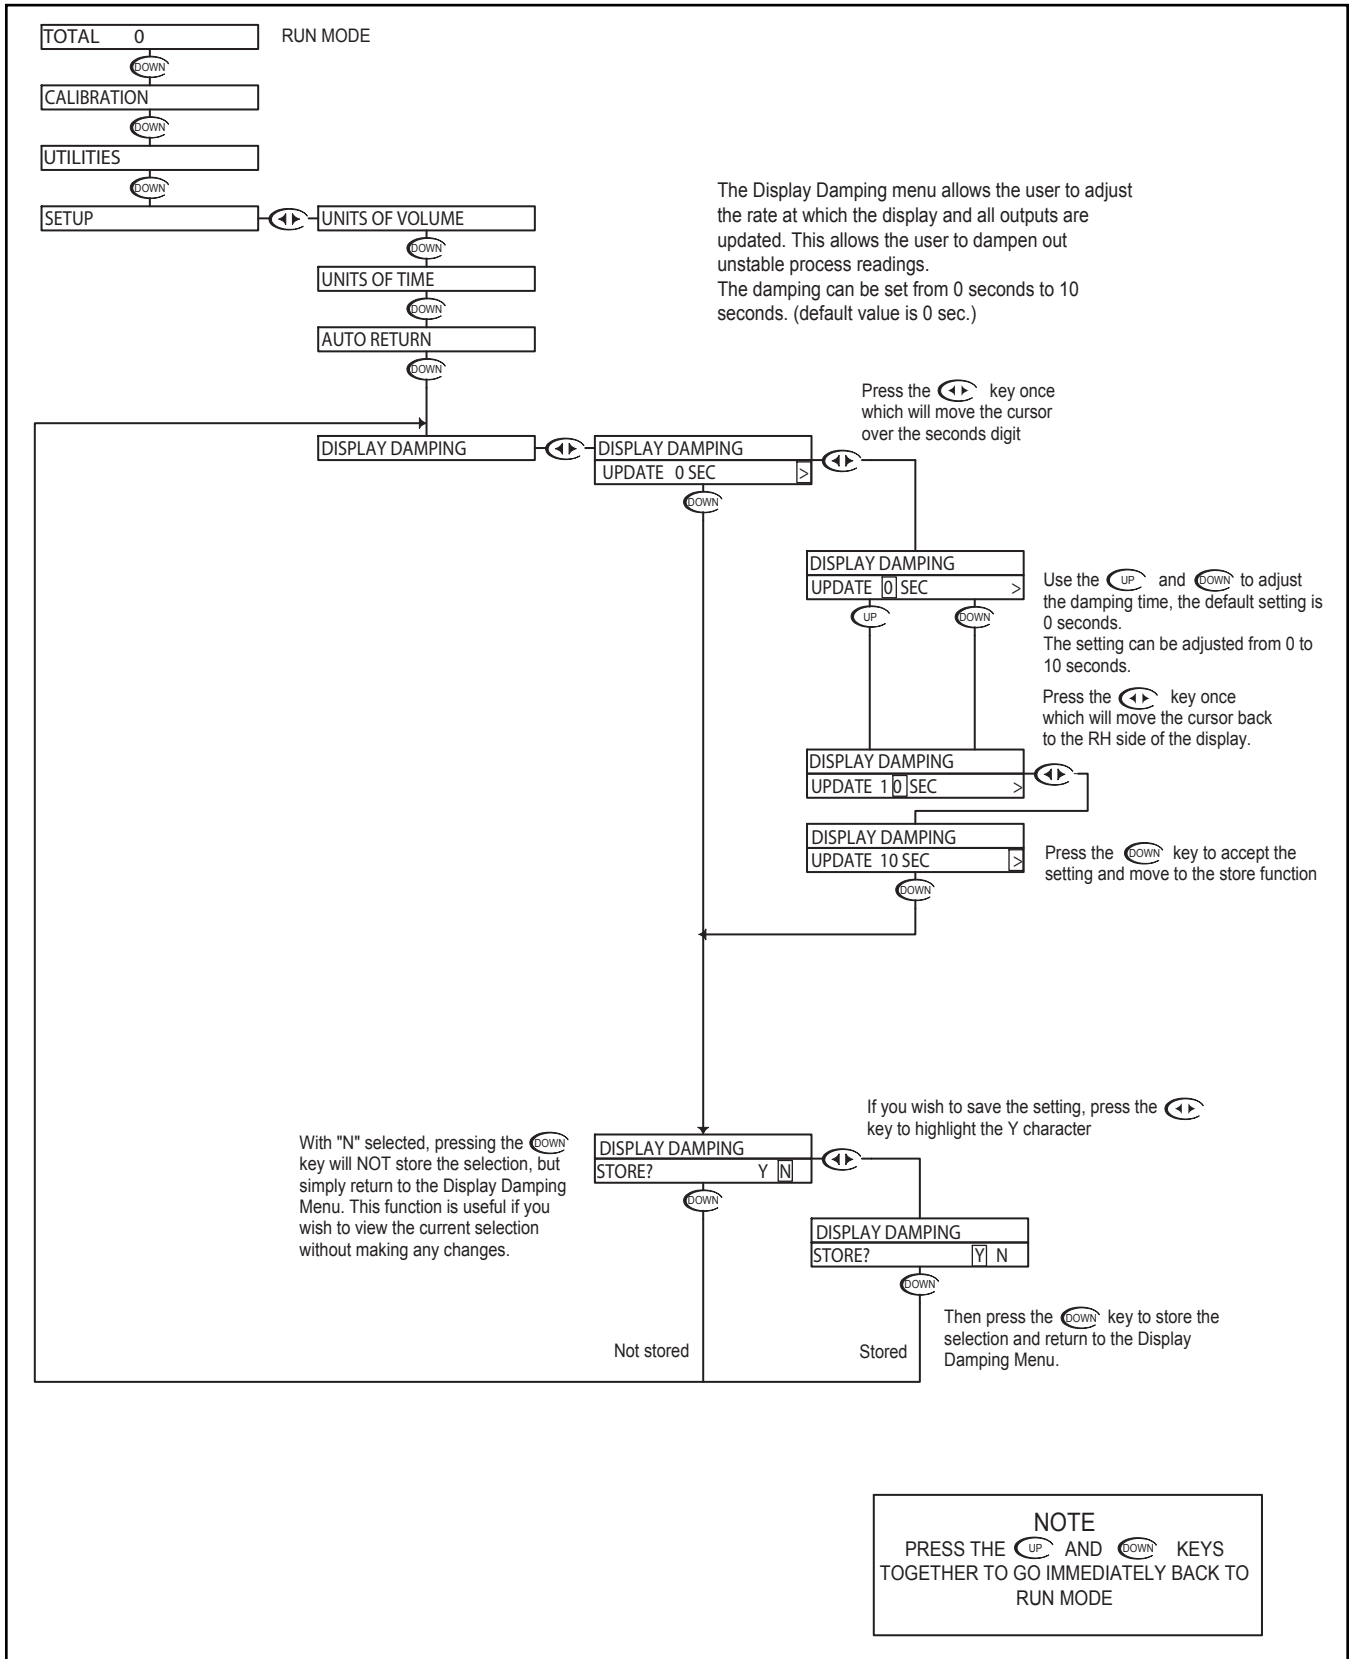 TOTAL 0
RUN MODE
DOWN
CALIBRATION
DOWN
UTILITIES
DOWN
SETUP
UNITS OF VOLUME
DOWN
UNITS OF TIME
DOWN
AUTO RETURN
DOWN
The Display Damping menu allows the user to adjust
the rate at which the display and all outputs are
updated. This allows the user to dampen out
unstable process readings.
The damping can be set from 0 seconds to 10
seconds. (default value is 0 sec.)
Press the key once
which will move the cursor
over the seconds digit
DISPLAY DAMPING
DISPLAY DAMPING
UPDATE 0 SEC >
DOWN
DISPLAY DAMPING
UPDATE 0 SEC >
UP
DOWN
Use the UP and DOWN to adjust
the damping time, the default setting is
0 seconds.
The setting can be adjusted from 0 to
10 seconds.
Press the key once
which will move the cursor back
to the RH side of the display.
DISPLAY DAMPING
UPDATE 10 SEC >
DISPLAY DAMPING
UPDATE 10 SEC >
DOWN
Press the DOWN key to accept the
setting and move to the store function
If you wish to save the setting, press the
key to highlight the Y character
With "N" selected, pressing the DOWN
key will NOT store the selection, but
simply return to the Display Damping
Menu. This function is useful if you
wish to view the current selection
without making any changes.
DISPLAY DAMPING
STORE? Y N
DOWN
DISPLAY DAMPING
STORE? Y N
DOWN
Then press the DOWN key to store the
selection and return to the Display
Damping Menu.
Not stored
Stored
NOTE
PRESS THE UP AND DOWN KEYS
TOGETHER TO GO IMMEDIATELY BACK TO
RUN MODE